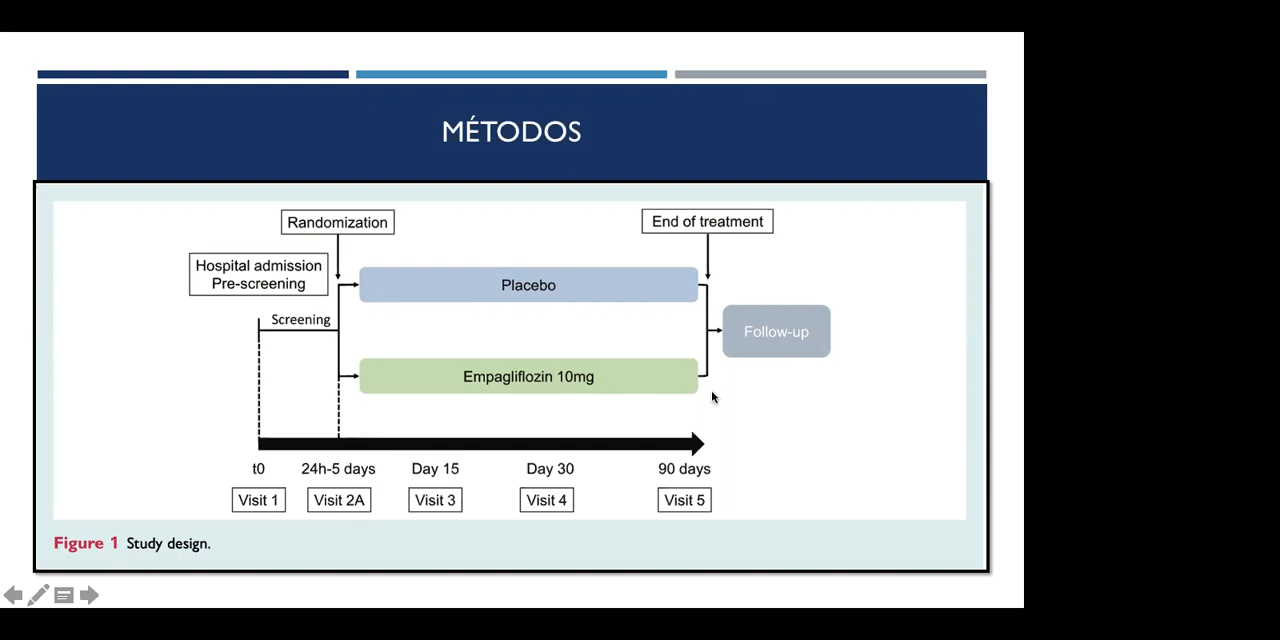 MÉTODOS
Randomization
End of treatment
Hospital admission
Pre-screening
Placebo
Screening
Follow-up
Empagliflozin 10mg
t0
24h-5 days
Day 15
Day 30
90 days
Visit 1
Visit 2A
Visit 3
Visit 4
Visit 5
Figure 1 Study design.